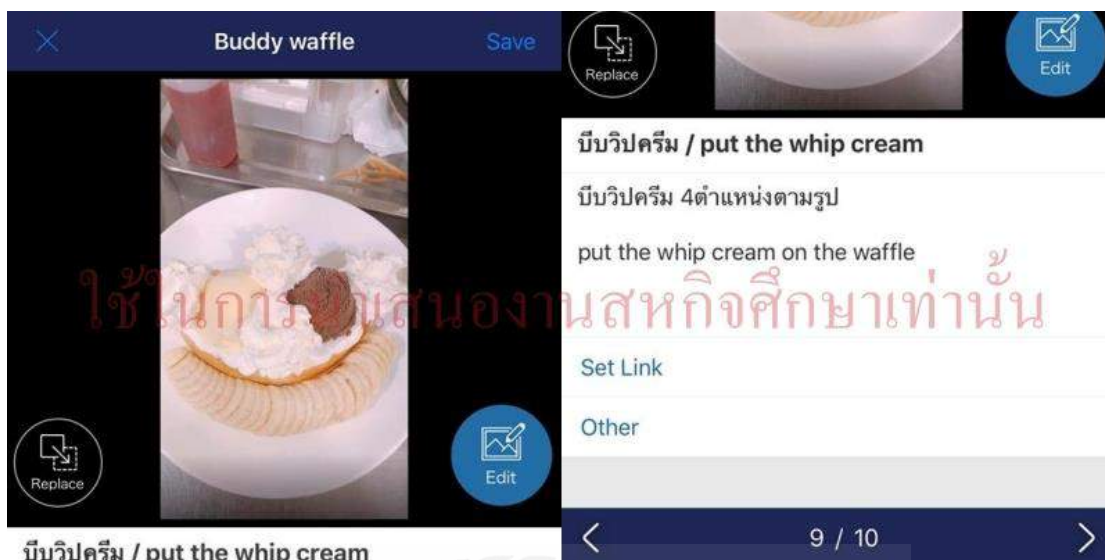 Buddy waffle
Save
Replace
Edit
บีบวิปครีม / put the whip cream
Replace
Edit
บีบวิปครีม / put the whip cream
บีบวิปครีม 4ตำแหน่งตามรูป
put the whip cream on the waffle
ใช้ในการนำเสนองานสหกิจศึกษาเท่านั้น
Set Link
Other
9 / 10